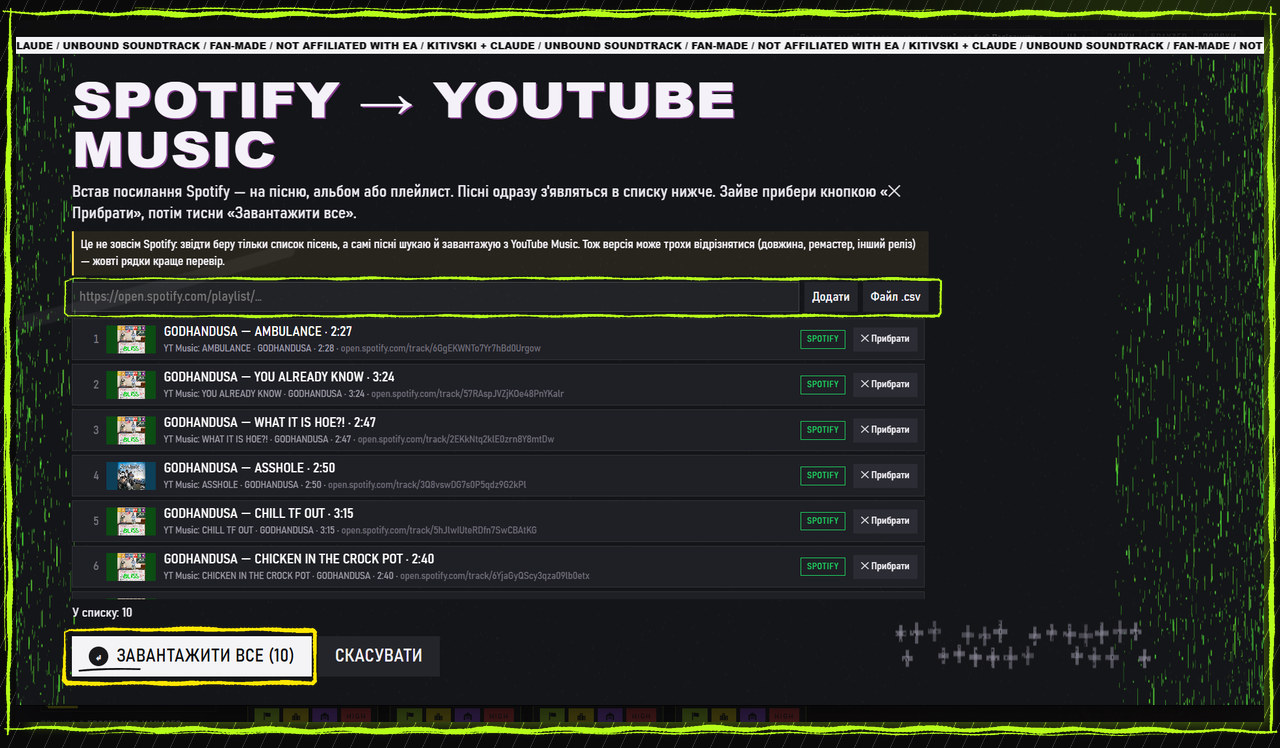 LAUDE / UNBOUND SOUNDTRACK / FAN-MADE / NOT AFFILIATED WITH EA / KITIVSKI + CLAUDE / UNBOUND SOUNDTRACK / FAN-MADE / NOT AFFILIATED WITH EA / KITIVSKI + CLAUDE / UNBOUND SOUNDTRACK / FAN-MADE / NOT
SPOTIFY → YOUTUBE
MUSIC
Встав посилання Spotify — на пісню, альбом або плейлист. Пісні одразу з'являться в списку нижче. Зайве прибери кнопкою «✕
Прибрати», потім тисни «Завантажити все».
Це не зовсім Spotify: звідти беру тільки список пісень, а самі пісні шукаю й завантажую з YouTube Music. Тож версія може трохи відрізнятися (довжина, ремастер, інший реліз)
— жовті рядки краще перевір.
https://open.spotify.com/playlist/... Додати Файл .csv
1 GODHANDUSA — AMBULANCE · 2:27 SPOTIFY ✕ Прибрати
YT Music: AMBULANCE · GODHANDUSA · 2:28 · open.spotify.com/track/6GgEKWNTo7Yr7hBd0Urgow
2 GODHANDUSA — YOU ALREADY KNOW · 3:24 SPOTIFY ✕ Прибрати
YT Music: YOU ALREADY KNOW · GODHANDUSA · 3:24 · open.spotify.com/track/57RAspJVZjKDe4BPnYKaIr
3 GODHANDUSA — WHAT IT IS HOE?! · 2:47 SPOTIFY ✕ Прибрати
YT Music: WHAT IT IS HOE?! · GODHANDUSA · 2:47 · open.spotify.com/track/2EKkNtq2kIEDzrn8Y8mtDw
4 GODHANDUSA — ASSHOLE · 2:50 SPOTIFY ✕ Прибрати
YT Music: ASSHOLE · GODHANDUSA · 2:50 · open.spotify.com/track/3Q8vswDG7s0P5qdz9G2kPl
5 GODHANDUSA — CHILL TF OUT · 3:15 SPOTIFY ✕ Прибрати
YT Music: CHILL TF OUT · GODHANDUSA · 3:15 · open.spotify.com/track/5hJIwIUteRDfn7SwCBAtKG
6 GODHANDUSA — CHICKEN IN THE CROCK POT · 2:40 SPOTIFY ✕ Прибрати
YT Music: CHICKEN IN THE CROCK POT · GODHANDUSA · 2:40 · open.spotify.com/track/6YjaGyQScy3qza09lb0etx
У списку: 10
ЗАВАНТАЖИТИ ВСЕ (10) СКАСУВАТИ